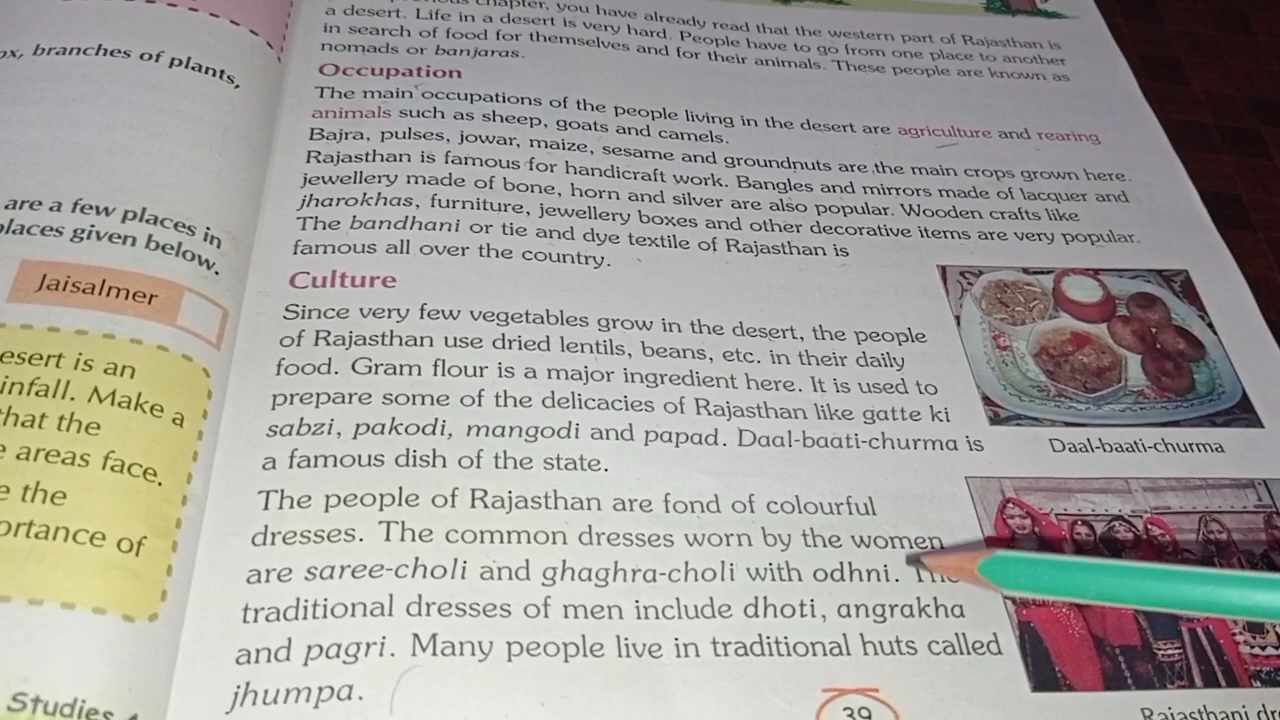 ox, branches of plants,
are a few places in
places given below.
Jaisalmer
desert is an
infall. Make a
that the
areas face.
the
ortance of
Studies
chapter, you have already read that the western part of Rajasthan is
a desert. Life in a desert is very hard. People have to go from one place to another
in search of food for themselves and for their animals. These people are known as
nomads or banjaras.
Occupation
The main occupations of the people living in the desert are agriculture and rearing
animals such as sheep, goats and camels.
Bajra, pulses, jowar, maize, sesame and groundnuts are the main crops grown here.
Rajasthan is famous for handicraft work. Bangles and mirrors made of lacquer and
jewellery made of bone, horn and silver are also popular. Wooden crafts like
jharokhas, furniture, jewellery boxes and other decorative items are very popular.
The bandhani or tie and dye textile of Rajasthan is
famous all over the country.
Culture
Since very few vegetables grow in the desert, the people
of Rajasthan use dried lentils, beans, etc. in their daily
food. Gram flour is a major ingredient here. It is used to
prepare some of the delicacies of Rajasthan like gatte ki
sabzi, pakodi, mangodi and papad. Daal-baati-churma is
a famous dish of the state.
Daal-baati-churma
The people of Rajasthan are fond of colourful
dresses. The common dresses worn by the women
are saree-choli and ghaghra-choli with odhni. The
traditional dresses of men include dhoti, angrakha
and pagri. Many people live in traditional huts called
jhumpa.
39
Rajasthani